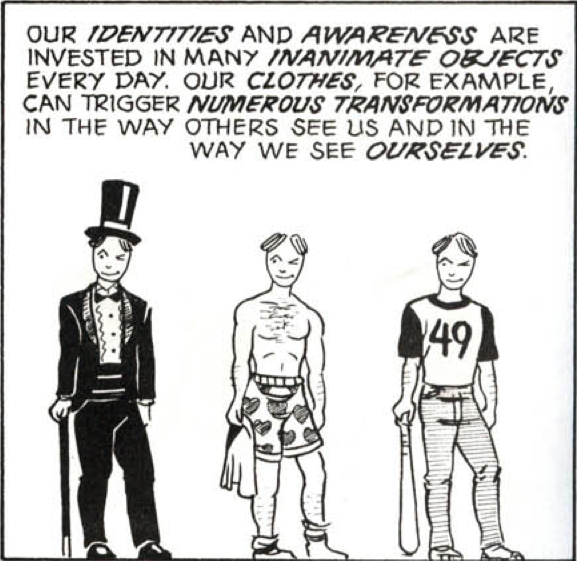 OUR IDENTITIES AND AWARENESS ARE
INVESTED IN MANY INANIMATE OBJECTS
EVERY DAY. OUR CLOTHES, FOR EXAMPLE,
CAN TRIGGER NUMEROUS TRANSFORMATIONS
IN THE WAY OTHERS SEE US AND IN THE
WAY WE SEE OURSELVES.
49